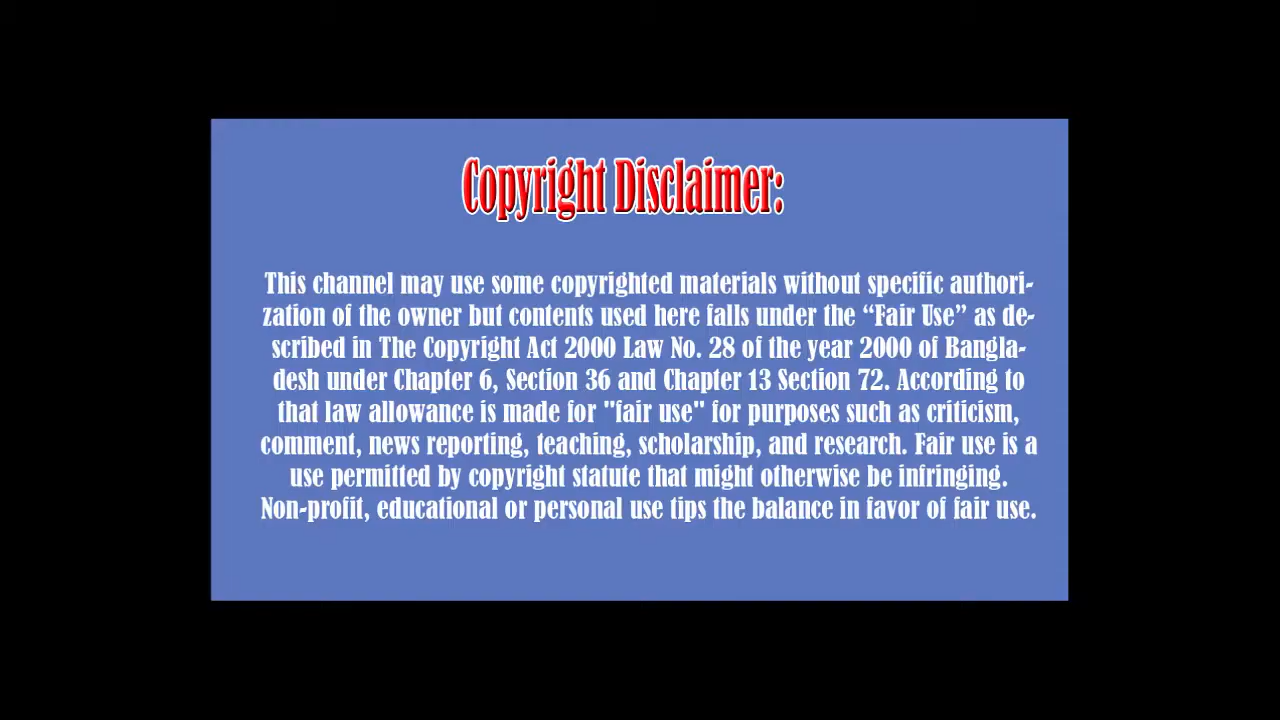 Copyright Disclaimer:
This channel may use some copyrighted materials without specific authori-
zation of the owner but contents used here falls under the “Fair Use” as de-
scribed in The Copyright Act 2000 Law No. 28 of the year 2000 of Bangla-
desh under Chapter 6, Section 36 and Chapter 13 Section 72. According to
that law allowance is made for "fair use" for purposes such as criticism,
comment, news reporting, teaching, scholarship, and research. Fair use is a
use permitted by copyright statute that might otherwise be infringing.
Non-profit, educational or personal use tips the balance in favor of fair use.